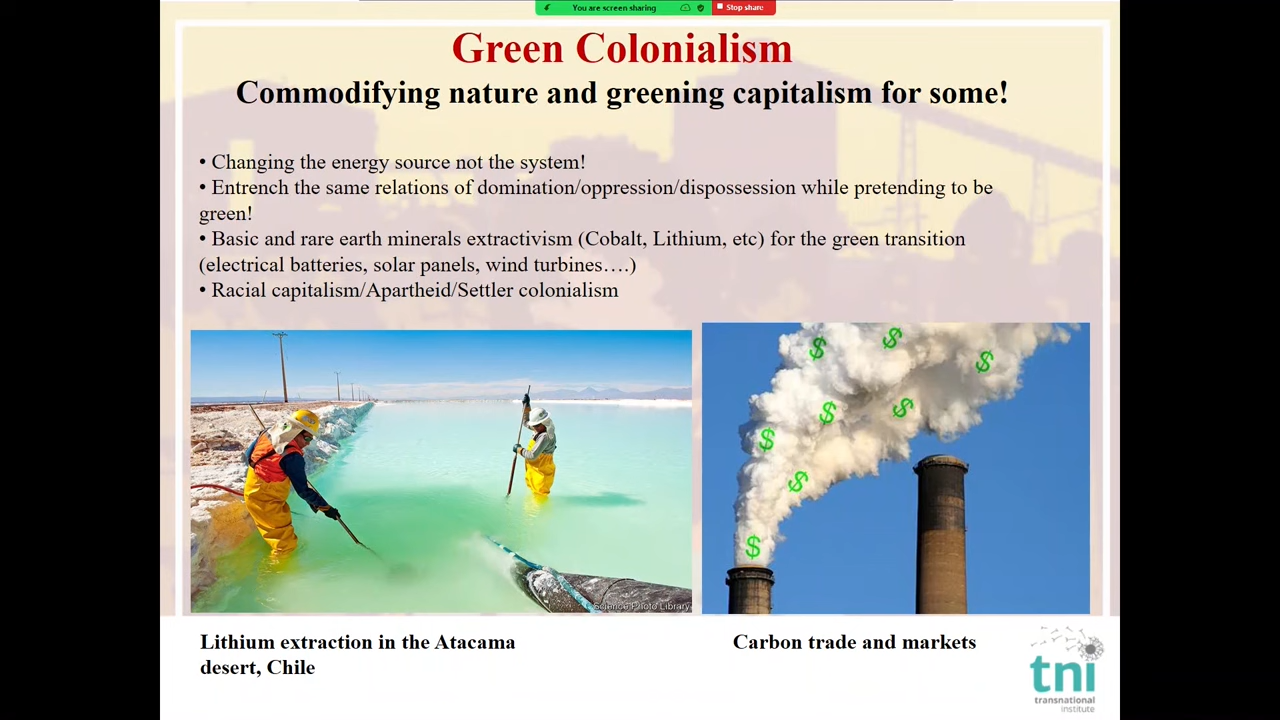 You are screen sharing
Stop share
Green Colonialism
Commodifying nature and greening capitalism for some!
• Changing the energy source not the system!
• Entrench the same relations of domination/oppression/dispossession while pretending to be
green!
• Basic and rare earth minerals extractivism (Cobalt, Lithium, etc) for the green transition
(electrical batteries, solar panels, wind turbines….)
• Racial capitalism/Apartheid/Settler colonialism
$ $ $
$ $
$
$
$
© Science Photo Library
Lithium extraction in the Atacama
desert, Chile
Carbon trade and markets
tni
transnational
institute